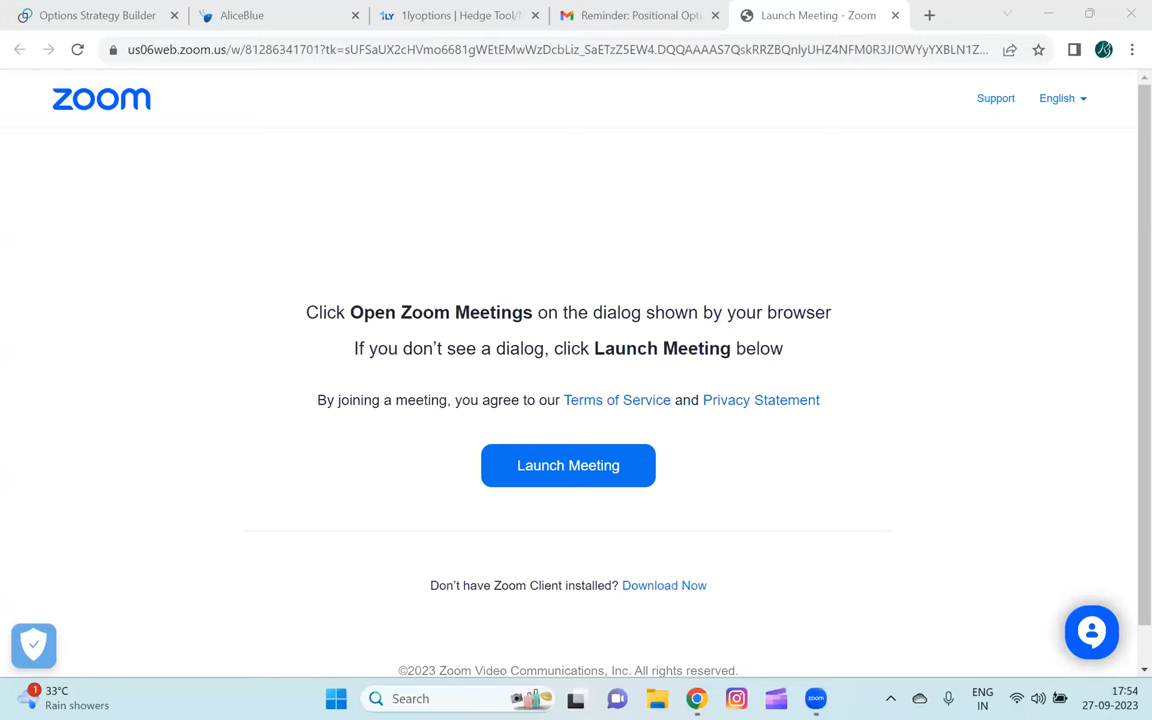 Options Strategy Builder
AliceBlue
1LY
1lyoptions | Hedge Tool/
Reminder: Positional Opti
Launch Meeting - Zoom
us06web.zoom.us/w/81286341701?tk=sUFSaUX2cHVmo6681gWEtEMwWzDcbLiz_SaETzZ5EW4.DQQAAAAS7QskRRZBQnlyUHZ4NFM0R3JIOWYyYXBLN1Z...
zoom
Support
English
Click Open Zoom Meetings on the dialog shown by your browser
If you don't see a dialog, click Launch Meeting below
By joining a meeting, you agree to our Terms of Service and Privacy Statement
Launch Meeting
Don't have Zoom Client installed? Download Now
©2023 Zoom Video Communications, Inc. All rights reserved.
1
33°C
Rain showers
Search
zoom
ENG
IN
17:54
27-09-2023